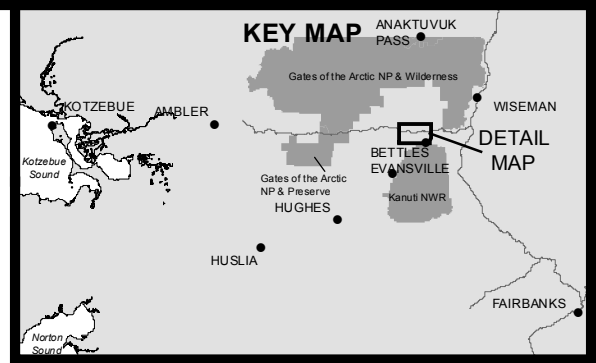 KEY MAP
ANAKTUVUK
PASS
Gates of the Arctic NP & Wilderness
KOTZEBUE
AMBLER
WISEMAN
Kotzebue
Sound
DETAIL
MAP
BETTLES
EVANSVILLE
Gates of the Arctic
NP & Preserve
Kanuti NWR
HUGHES
HUSLIA
FAIRBANKS
Norton
Sound